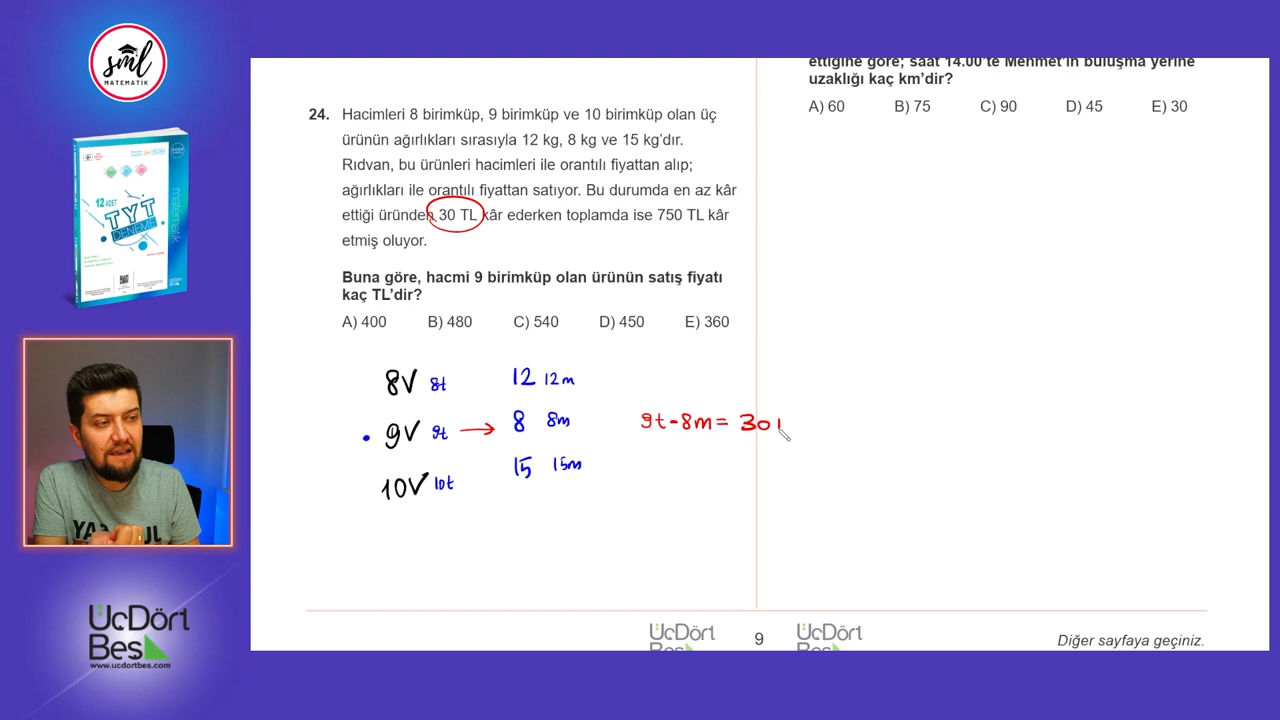 sml
MATEMATİK
12 ADET
TYT
DENEME
matematik
ÜçDört
Beş
www.ucdortbes.com
24. Hacimleri 8 birimküp, 9 birimküp ve 10 birimküp olan üç
ürünün ağırlıkları sırasıyla 12 kg, 8 kg ve 15 kg’dır.
Rıdvan, bu ürünleri hacimleri ile orantılı fiyattan alıp;
ağırlıkları ile orantılı fiyattan satıyor. Bu durumda en az kâr
ettiği üründen 30 TL kâr ederken toplamda ise 750 TL kâr
etmiş oluyor.
Buna göre, hacmi 9 birimküp olan ürünün satış fiyatı
kaç TL’dir?
A) 400 B) 480 C) 540 D) 450 E) 360
8V 8t 12 12m
9V 9t 8 8m 9t-8m= 30
10V 10t 15 15m
ettiğine göre; saat 14.00’te Mehmet’in buluşma yerine
uzaklığı kaç km’dir?
A) 60 B) 75 C) 90 D) 45 E) 30
ÜçDört
Beş
9
ÜçDört
Beş
Diğer sayfaya geçiniz.